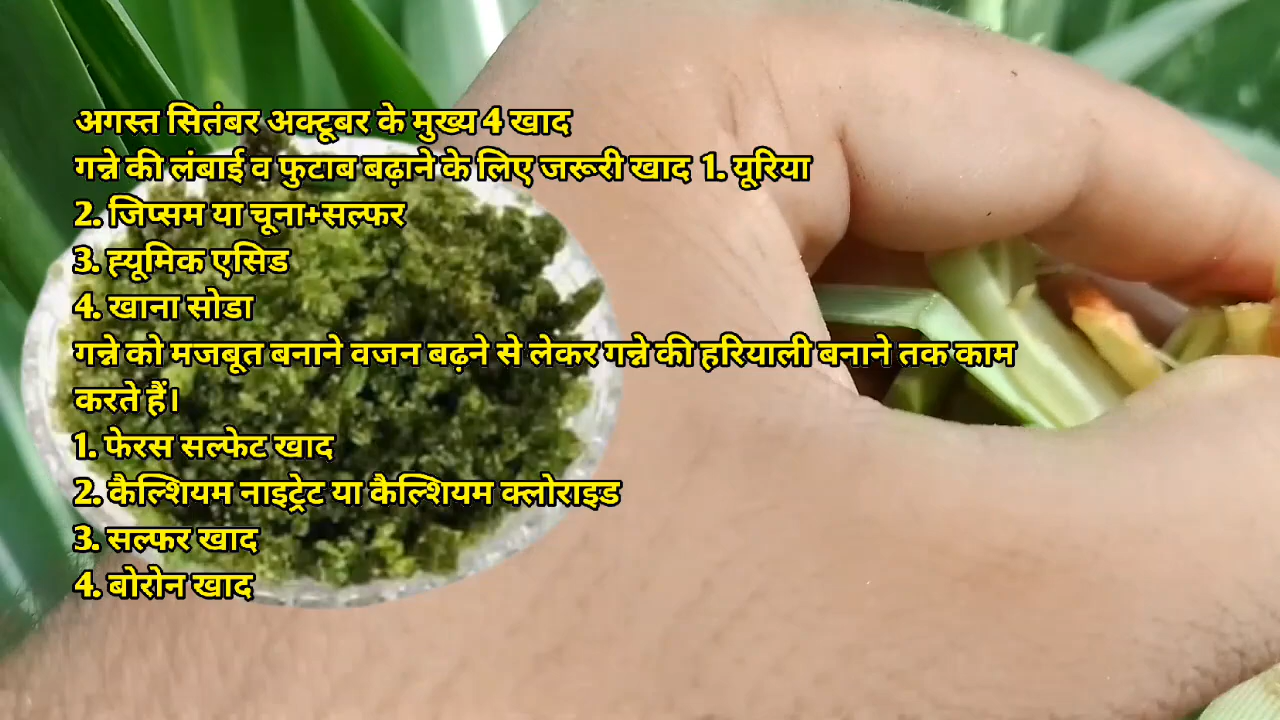 अगस्त सितंबर अक्टूबर के मुख्य 4 खाद
गन्ने की लंबाई व फुटाब बढ़ाने के लिए जरूरी खाद 1. यूरिया
2. जिप्सम या चूना+सल्फर
3. ह्यूमिक एसिड
4. खाना सोडा
गन्ने को मजबूत बनाने वजन बढ़ने से लेकर गन्ने की हरियाली बनाने तक काम
करते हैं।
1. फेरस सल्फेट खाद
2. कैल्शियम नाइट्रेट या कैल्शियम क्लोराइड
3. सल्फर खाद
4. बोरोन खाद